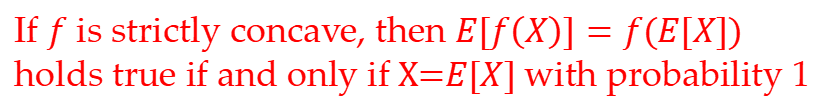 If f is strictly concave, then E[f(X)] = f(E[X])
holds true if and only if X=E[X] with probability 1